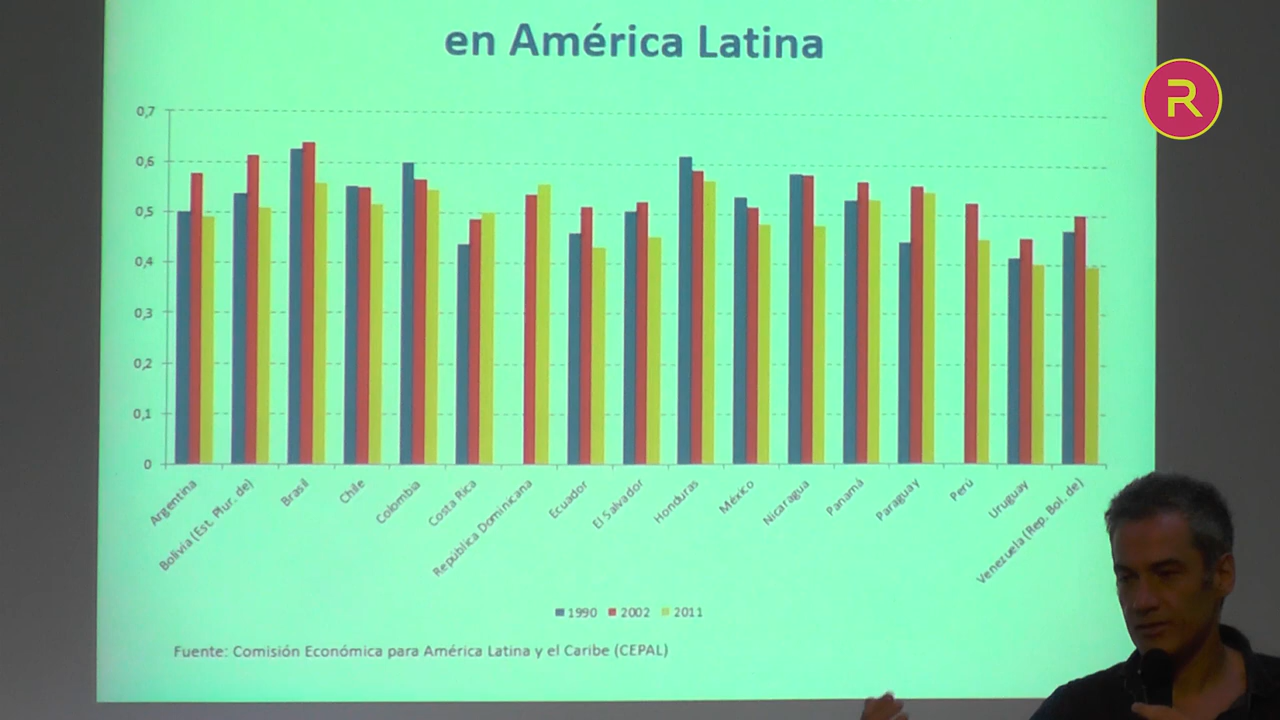 en América Latina
R
0,7
0,6
0,5
0,4
0,3
0,2
0,1
0
Argentina
Bolivia (Est. Plur. de)
Brasil
Chile
Colombia
Costa Rica
República Dominicana
Ecuador
El Salvador
Honduras
México
Nicaragua
Panamá
Paraguay
Perú
Uruguay
Venezuela (Rep. Bol. de)
1990 2002 2011
Fuente: Comisión Económica para América Latina y el Caribe (CEPAL)